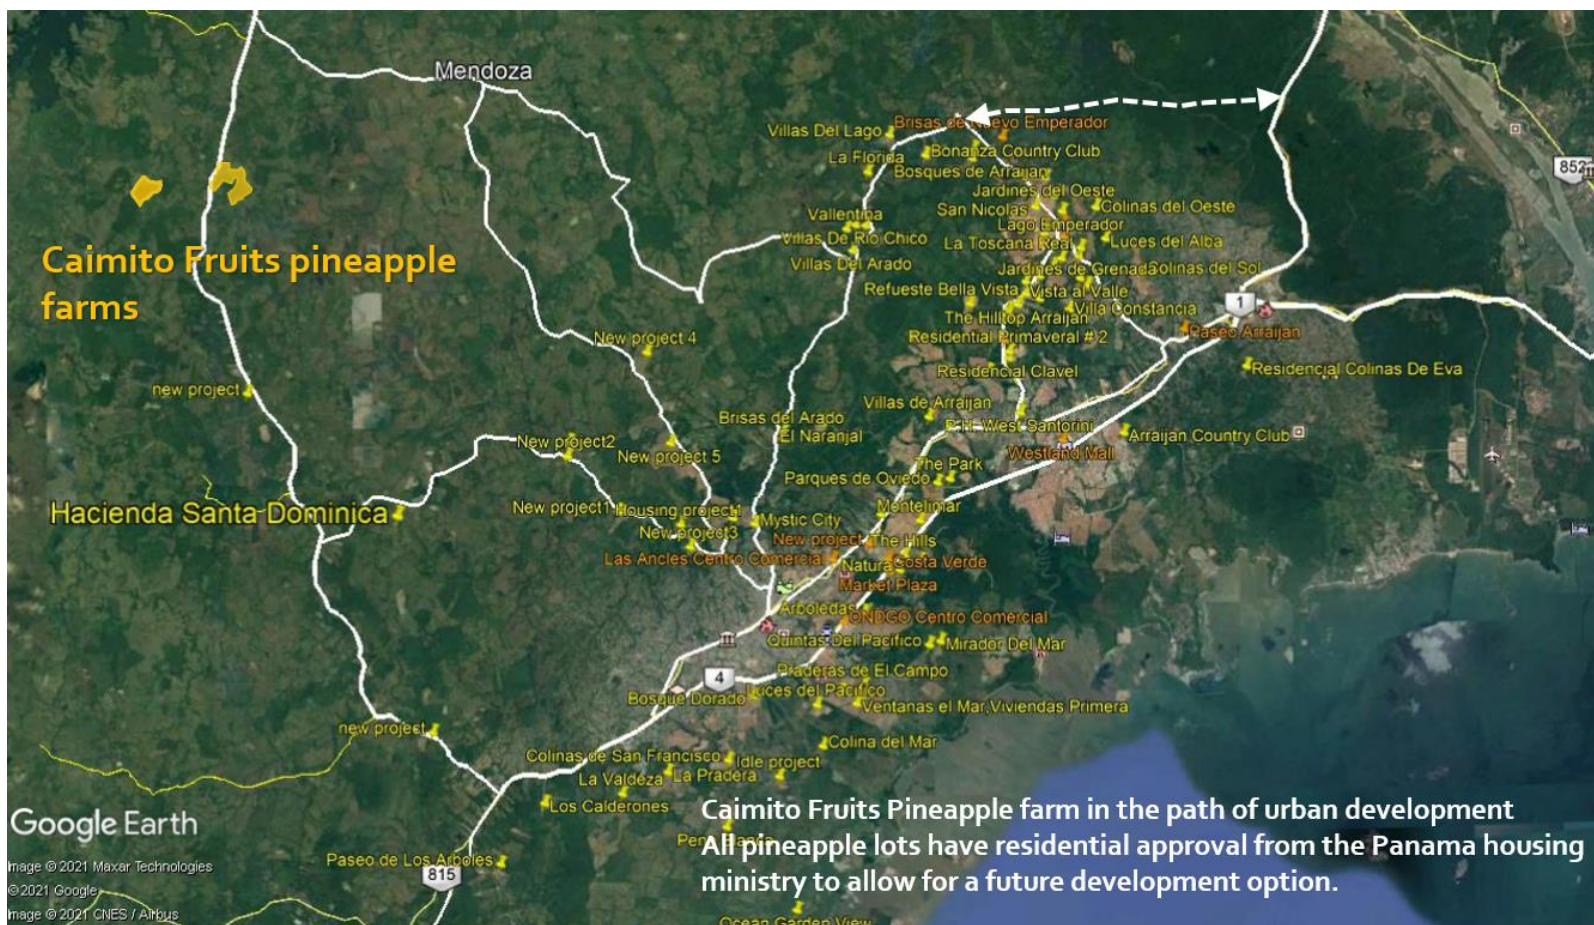 Mendoza
Villas Del Lago
Brisas de Nuevo Emperador
La Florida
Bonanza Country Club
Bosques de Arraijan
852
Jardines del Oeste
San Nicolas
Colinas del Oeste
Vallentina
Lago Emperador
Villas De Rio Chico
La Toscana Real
Luces del Alba
Caimito Fruits pineapple
farms
Villas Del Arado
Jardines de Grenada
Colinas del Sol
Refueste Bella Vista
Vista al Valle
1
Villa Constancia
The Hilltop Arraijan
Paseo Arraijan
New project 4
Residential Primaveral # 2
Residencial Clavel
Residencial Colinas De Eva
new project
Villas de Arraijan
Brisas del Arado
El Naranjal
P.H. West Santorini
Arraijan Country Club
New project2
New project 5
Westland Mall
The Park
Parques de Oviedo
Hacienda Santa Dominica
New project1
Housing project1
Mystic City
Montelimar
New project3
New project
The Hills
Las Ancles Centro Comercial
Natura
Costa Verde
Market Plaza
Arboledas
ONDGO Centro Comercial
Quintas Del Pacifico
Mirador Del Mar
4
Praderas de El Campo
Bosque Dorado
Luces del Pacifico
Ventanas el Mar,Viviendas Primera
new project
Colina del Mar
Colinas de San Francisco
Idle project
La Valdeza
La Pradera
Los Calderones
Caimito Fruits Pineapple farm in the path of urban development
All pineapple lots have residential approval from the Panama housing
ministry to allow for a future development option.
Google Earth
Paseo de Los Arboles
815
Image © 2021 Maxar Technologies
© 2021 Google
Image © 2021 CNES / Airbus
Ocean Garden View